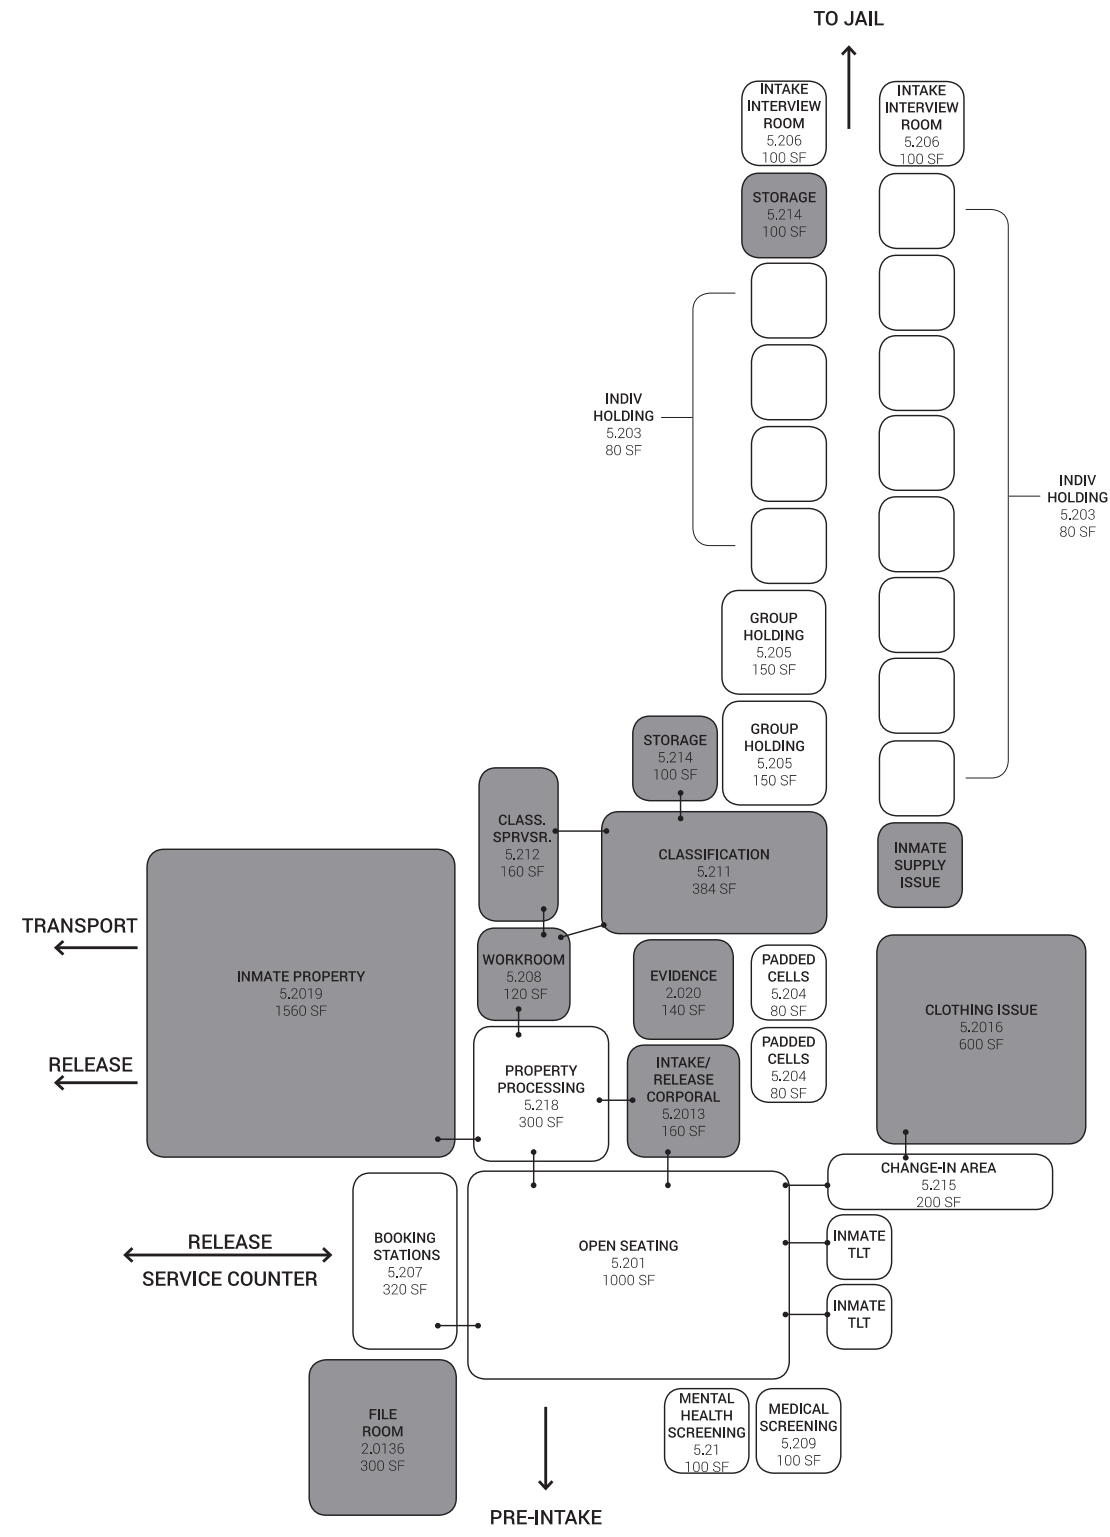 TO JAIL
INTAKE
INTERVIEW
ROOM
5.206
100 SF
INTAKE
INTERVIEW
ROOM
5.206
100 SF
STORAGE
5.214
100 SF
INDIV
HOLDING
5.203
80 SF
INDIV
HOLDING
5.203
80 SF
GROUP
HOLDING
5.205
150 SF
STORAGE
5.214
100 SF
GROUP
HOLDING
5.205
150 SF
CLASS.
SPRVSR.
5.212
160 SF
CLASSIFICATION
5.211
384 SF
INMATE
SUPPLY
ISSUE
TRANSPORT
RELEASE
INMATE PROPERTY
5.2019
1560 SF
WORKROOM
5.208
120 SF
EVIDENCE
2.020
140 SF
PADDED
CELLS
5.204
80 SF
PADDED
CELLS
5.204
80 SF
CLOTHING ISSUE
5.2016
600 SF
PROPERTY
PROCESSING
5.218
300 SF
INTAKE/
RELEASE
CORPORAL
5.2013
160 SF
CHANGE-IN AREA
5.215
200 SF
RELEASE
SERVICE COUNTER
BOOKING
STATIONS
5.207
320 SF
OPEN SEATING
5.201
1000 SF
INMATE
TLT
INMATE
TLT
FILE
ROOM
2.0136
300 SF
MENTAL
HEALTH
SCREENING
5.21
100 SF
MEDICAL
SCREENING
5.209
100 SF
PRE-INTAKE